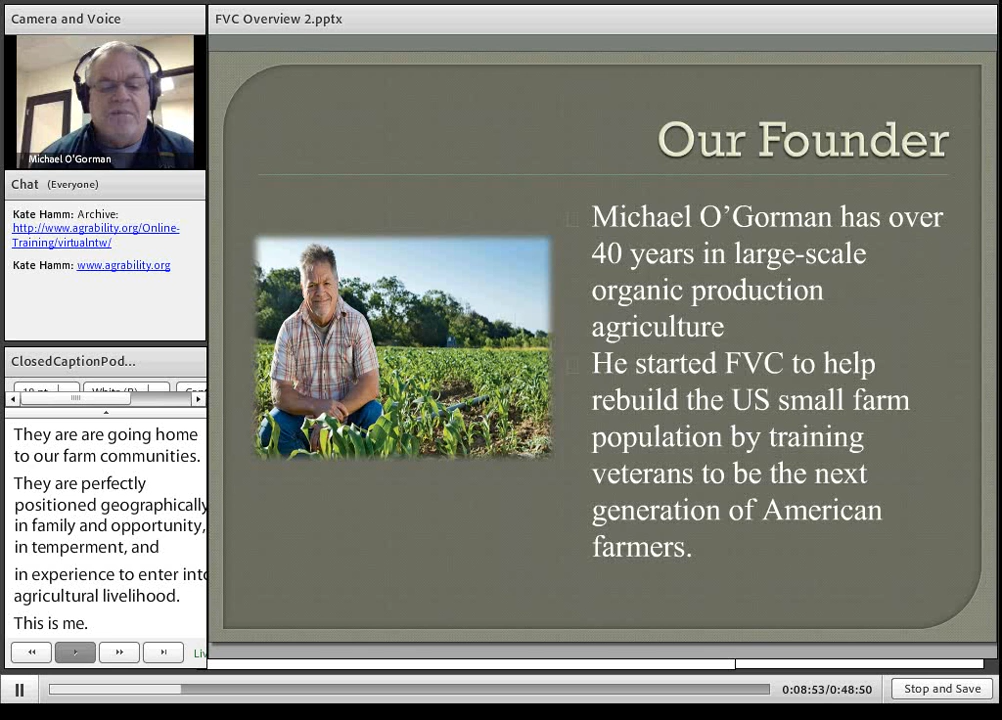 Camera and Voice
Michael O'Gorman
Chat (Everyone)
Kate Hamm: Archive:
http://www.agrability.org/Online-
Training/virtualntw/
Kate Hamm: www.agrability.org
ClosedCaptionPod...
They are are going home
to our farm communities.
They are perfectly
positioned geographically
in family and opportunity,
in temperment, and
in experience to enter into
agricultural livelihood.
This is me.
FVC Overview 2.pptx
Our Founder
Michael O’Gorman has over
40 years in large-scale
organic production
agriculture
He started FVC to help
rebuild the US small farm
population by training
veterans to be the next
generation of American
farmers.
0:08:53/0:48:50
Stop and Save